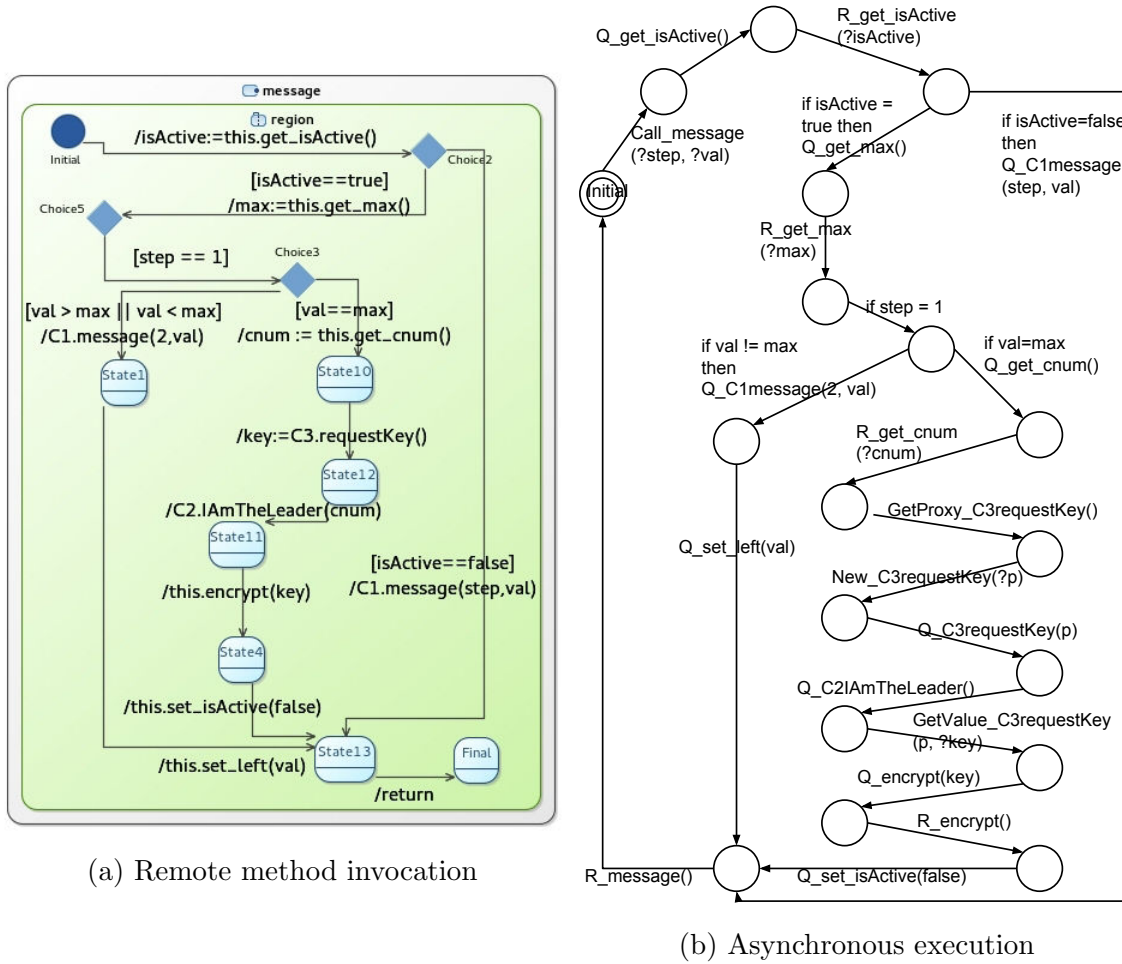 message
region
Initial
/isActive:=this.get_isActive()
Choice2
[isActive==true]
/max:=this.get_max()
Choice5
[step == 1]
Choice3
[val > max || val < max]
/C1.message(2,val)
[val==max]
/cnum := this.get_cnum()
State1
State10
/key:=C3.requestKey()
State12
/C2.IAmTheLeader(cnum)
State11
[isActive==false]
/C1.message(step,val)
/this.encrypt(key)
State4
/this.set_isActive(false)
State13
Final
/this.set_left(val)
/return
(a) Remote method invocation
Q_get_isActive()
R_get_isActive
(?isActive)
Call_message
(?step, ?val)
if isActive =
true then
Q_get_max()
if isActive=false
then
Q_C1message
(step, val)
Initial
R_get_max
(?max)
if step = 1
if val != max
then
Q_C1message(2, val)
if val=max
Q_get_cnum()
R_get_cnum
(?cnum)
GetProxy_C3requestKey()
Q_set_left(val)
New_C3requestKey(?p)
Q_C3requestKey(p)
Q_C2IAmTheLeader()
GetValue_C3requestKey
(p, ?key)
Q_encrypt(key)
R_encrypt()
R_message()
Q_set_isActive(false)
(b) Asynchronous execution